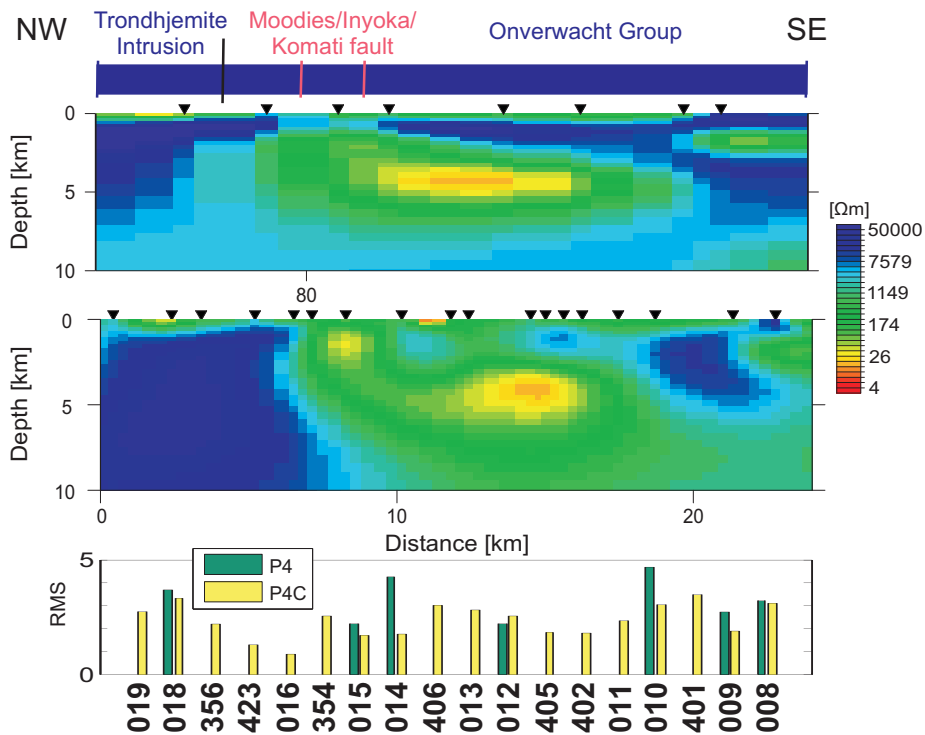 NW
Trondhjemite
Intrusion
Moodies/Inyoka/
Komati fault
Onverwacht Group
SE
Depth [km]
0
5
10
80
[Ωm]
50000
7579
1149
174
26
4
Depth [km]
0
5
10
0
10
20
Distance [km]
RMS
5
0
P4
P4C
019
018
356
423
016
354
015
014
406
013
012
405
402
011
010
401
009
008